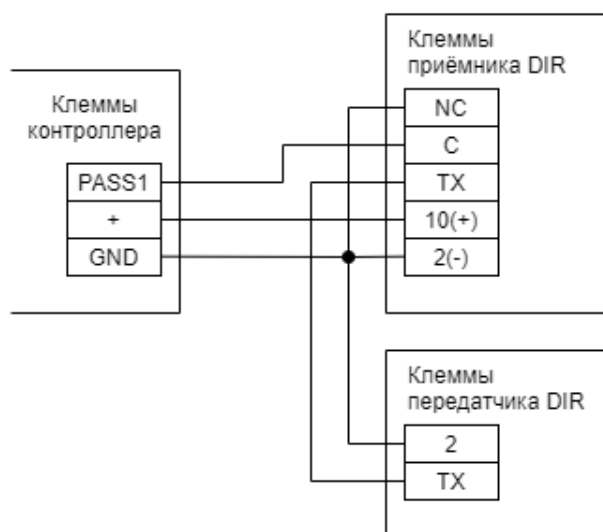 Клеммы
контроллера
PASS1
+
GND
Клеммы
приёмника DIR
NC
C
TX
10(+)
2(-)
Клеммы
передатчика DIR
2
TX